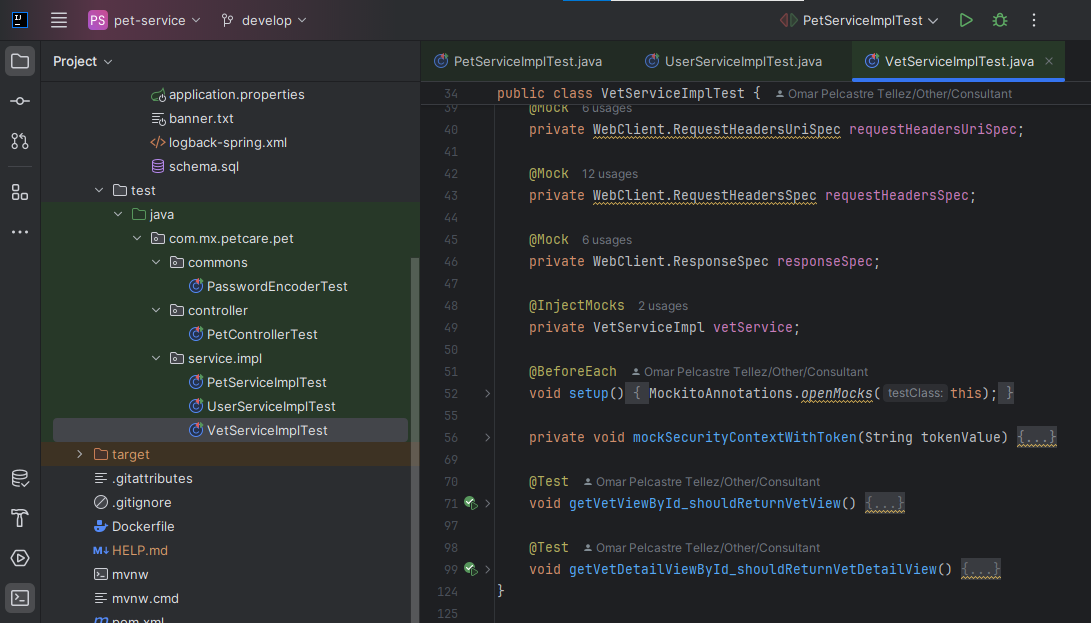 PS pet-service develop PetServiceImplTest
Project
application.properties
banner.txt
logback-spring.xml
schema.sql
test
java
com.mx.petcare.pet
commons
PasswordEncoderTest
controller
PetControllerTest
service.impl
PetServiceImplTest
UserServiceImplTest
VetServiceImplTest
target
.gitattributes
.gitignore
Dockerfile
HELP.md
mvnw
mvnw.cmd
pom.xml
PetServiceImplTest.java UserServiceImplTest.java VetServiceImplTest.java
34 public class VetServiceImplTest { Omar Pelcastre Tellez/Other/Consultant
39 @Mock 6 usages
40 private WebClient.RequestHeadersUriSpec requestHeadersUriSpec;
41
42 @Mock 12 usages
43 private WebClient.RequestHeadersSpec requestHeadersSpec;
44
45 @Mock 6 usages
46 private WebClient.ResponseSpec responseSpec;
47
48 @InjectMocks 2 usages
49 private VetServiceImpl vetService;
50
51 @BeforeEach Omar Pelcastre Tellez/Other/Consultant
52 void setup() { MockitoAnnotations.openMocks( testClass: this); }
55
56 private void mockSecurityContextWithToken(String tokenValue) {...}
69
70 @Test Omar Pelcastre Tellez/Other/Consultant
71 void getVetViewById_shouldReturnVetView() {...}
97
98 @Test Omar Pelcastre Tellez/Other/Consultant
99 void getVetDetailViewById_shouldReturnVetDetailView() {...}
124 }
125